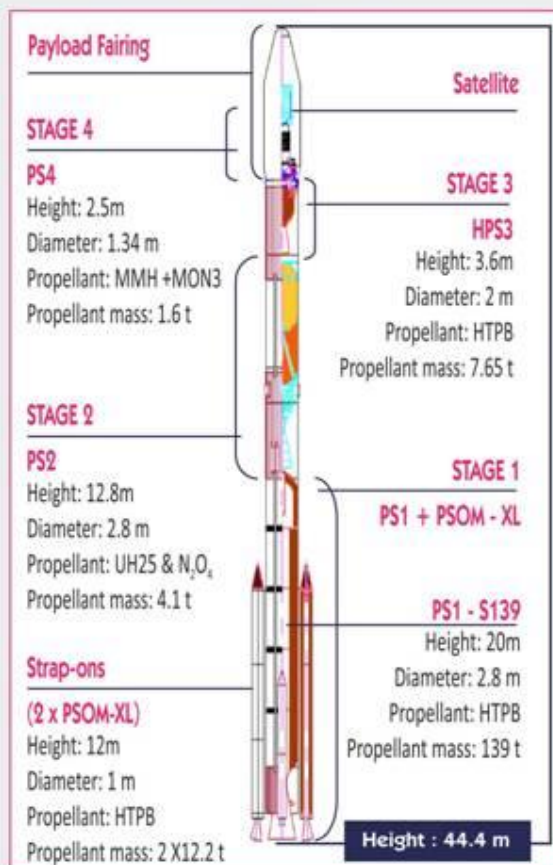 Payload Fairing
Satellite
STAGE 4
PS4
Height: 2.5m
Diameter: 1.34 m
Propellant: MMH +MON3
Propellant mass: 1.6 t
STAGE 3
HPS3
Height: 3.6m
Diameter: 2 m
Propellant: HTPB
Propellant mass: 7.65 t
STAGE 2
PS2
Height: 12.8m
Diameter: 2.8 m
Propellant: UH25 & N₂O₄
Propellant mass: 4.1 t
STAGE 1
PS1 + PSOM - XL
PS1 - S139
Height: 20m
Diameter: 2.8 m
Propellant: HTPB
Propellant mass: 139 t
Strap-ons
(2 x PSOM-XL)
Height: 12m
Diameter: 1 m
Propellant: HTPB
Propellant mass: 2 X12.2 t
Height : 44.4 m